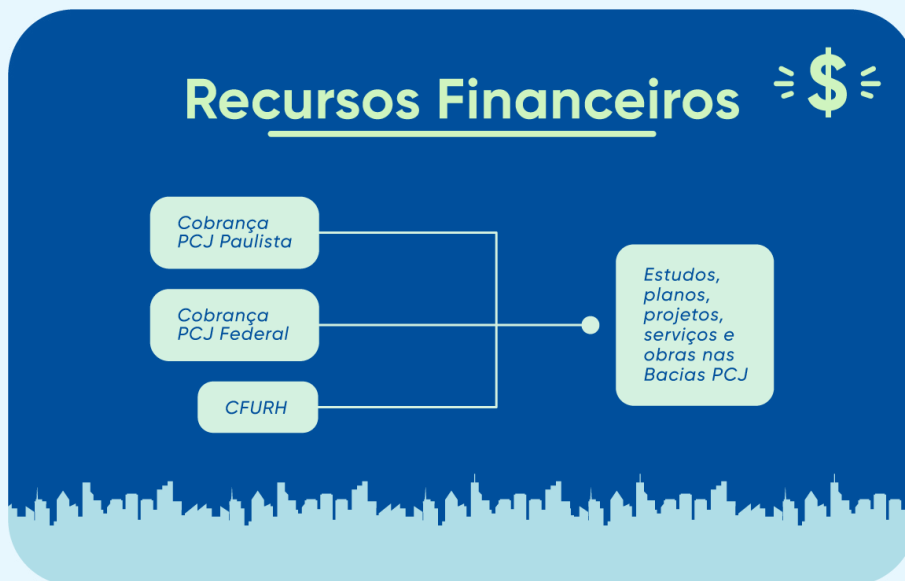 Recursos Financeiros
$
Cobrança
PCJ Paulista
Cobrança
PCJ Federal
CFURH
Estudos,
planos,
projetos,
serviços e
obras nas
Bacias PCJ